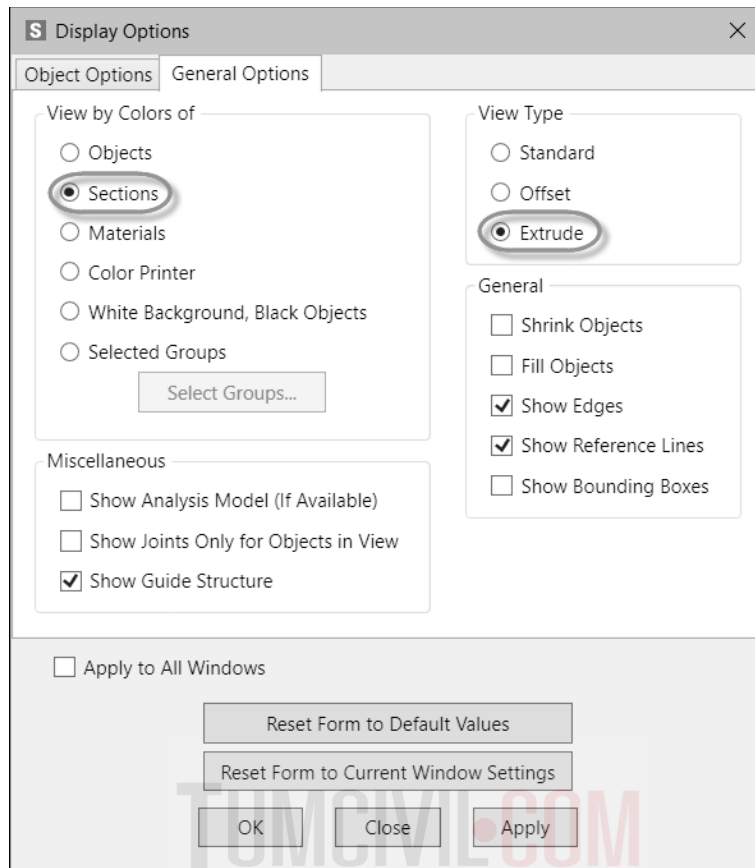 S Display Options
Object Options
General Options
View by Colors of
Objects
Sections
Materials
Color Printer
White Background, Black Objects
Selected Groups
Select Groups...
Miscellaneous
Show Analysis Model (If Available)
Show Joints Only for Objects in View
Show Guide Structure
View Type
Standard
Offset
Extrude
General
Shrink Objects
Fill Objects
Show Edges
Show Reference Lines
Show Bounding Boxes
Apply to All Windows
Reset Form to Default Values
Reset Form to Current Window Settings
OK
Close
Apply
TUMCIVIL.COM